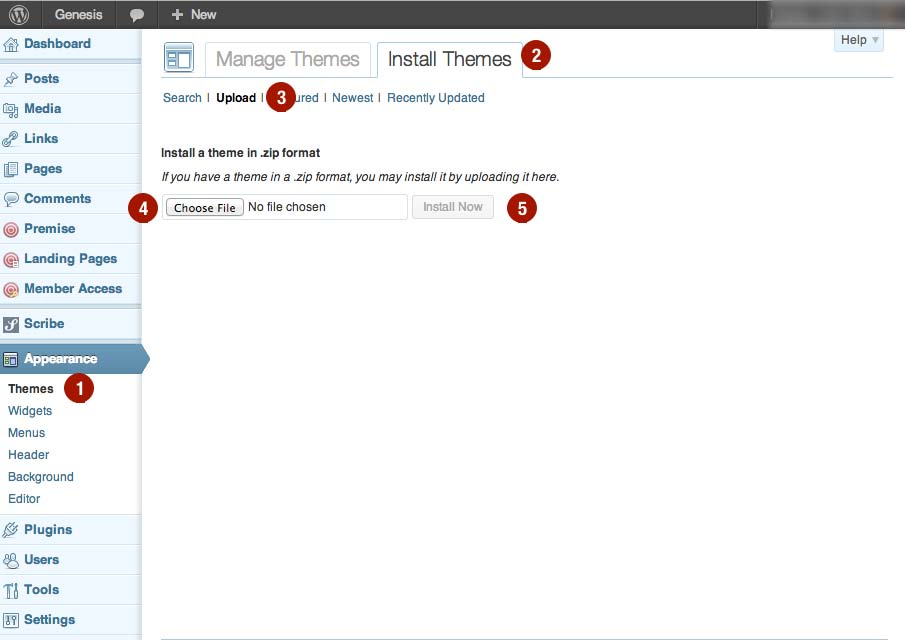 Genesis
+ New
Dashboard
Posts
Media
Links
Pages
Comments
Premise
Landing Pages
Member Access
Scribe
Appearance
Themes 1
Widgets
Menus
Header
Background
Editor
Plugins
Users
Tools
Settings
Help
Manage Themes
Install Themes 2
Search | Upload | 3 ured | Newest | Recently Updated
Install a theme in .zip format
If you have a theme in a .zip format, you may install it by uploading it here.
4 Choose File No file chosen Install Now 5